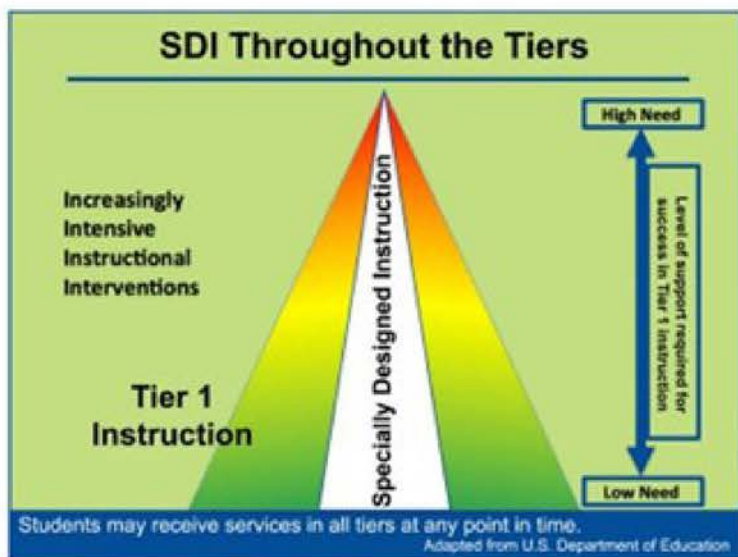 SDI Throughout the Tiers
High Need
Increasingly
Intensive
Instructional
Interventions
Specially Designed Instruction
Level of support required for
success in Tier 1 instruction
Tier 1
Instruction
Low Need
Students may receive services in all tiers at any point in time.
Adapted from U.S. Department of Education